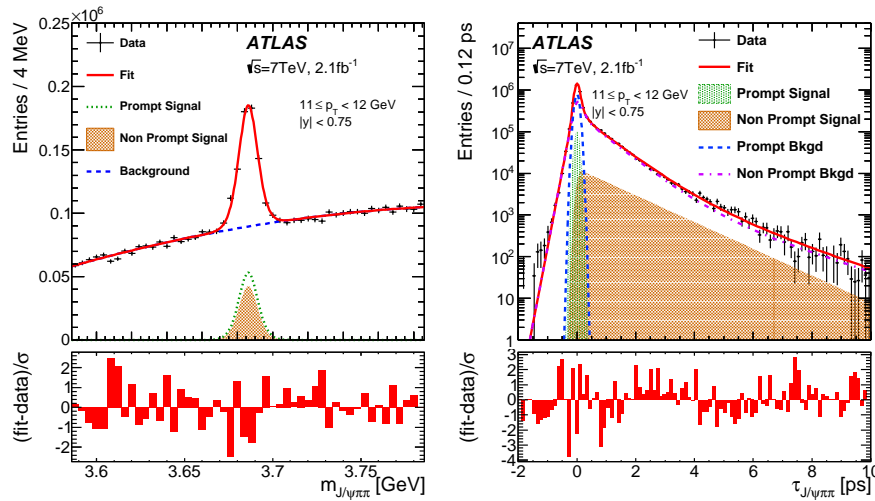 ×10⁶
0.25
0.2
0.15
0.1
0.05
0
Entries / 4 MeV
ATLAS
√s=7TeV, 2.1fb⁻¹
11 ≤ p_T < 12 GeV
|y| < 0.75
Data
Fit
Prompt Signal
Non Prompt Signal
Background
2
1
0
-1
-2
(fit-data)/σ
3.6
3.65
3.7
3.75
m_J/ψππ [GeV]
10⁷
10⁶
10⁵
10⁴
10³
10²
10
1
Entries / 0.12 ps
ATLAS
√s=7TeV, 2.1fb⁻¹
11 ≤ p_T < 12 GeV
|y| < 0.75
Data
Fit
Prompt Signal
Non Prompt Signal
Prompt Bkgd
Non Prompt Bkgd
3
2
1
0
-1
-2
-3
-4
(fit-data)/σ
-2
0
2
4
6
8
10
τ_J/ψππ [ps]